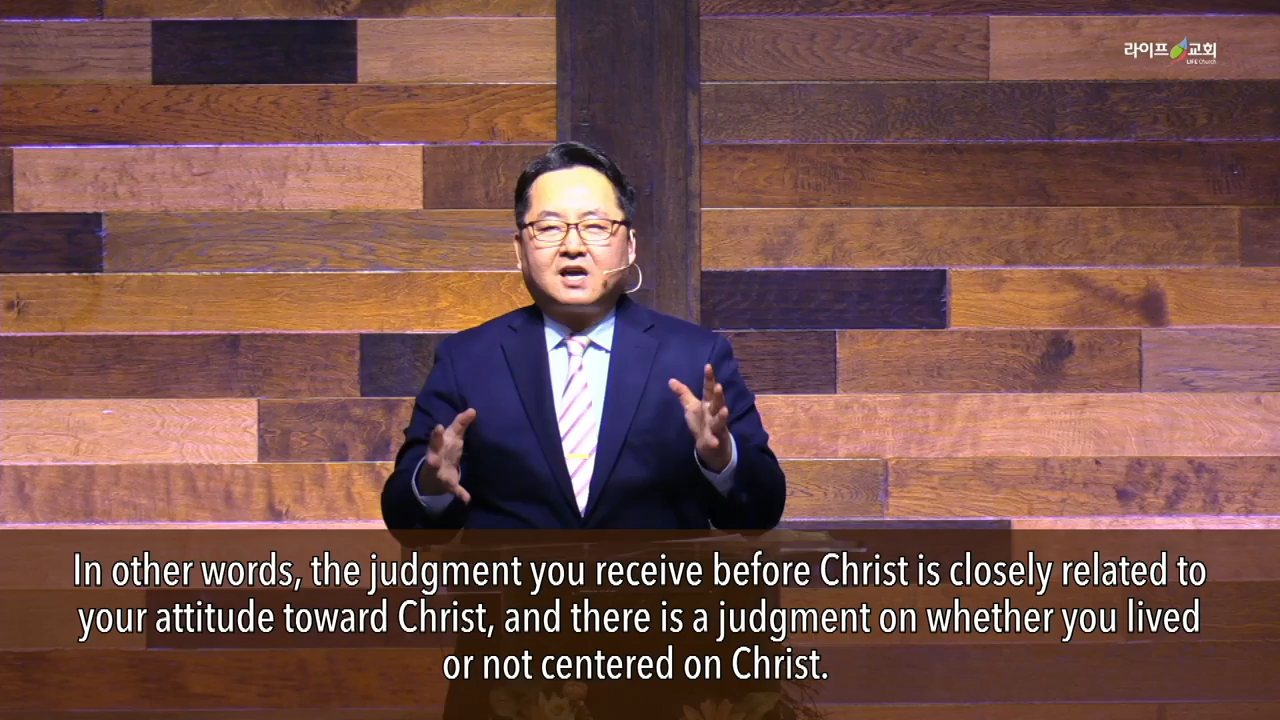 라이프교회
LIFE Church
In other words, the judgment you receive before Christ is closely related to
your attitude toward Christ, and there is a judgment on whether you lived
or not centered on Christ.